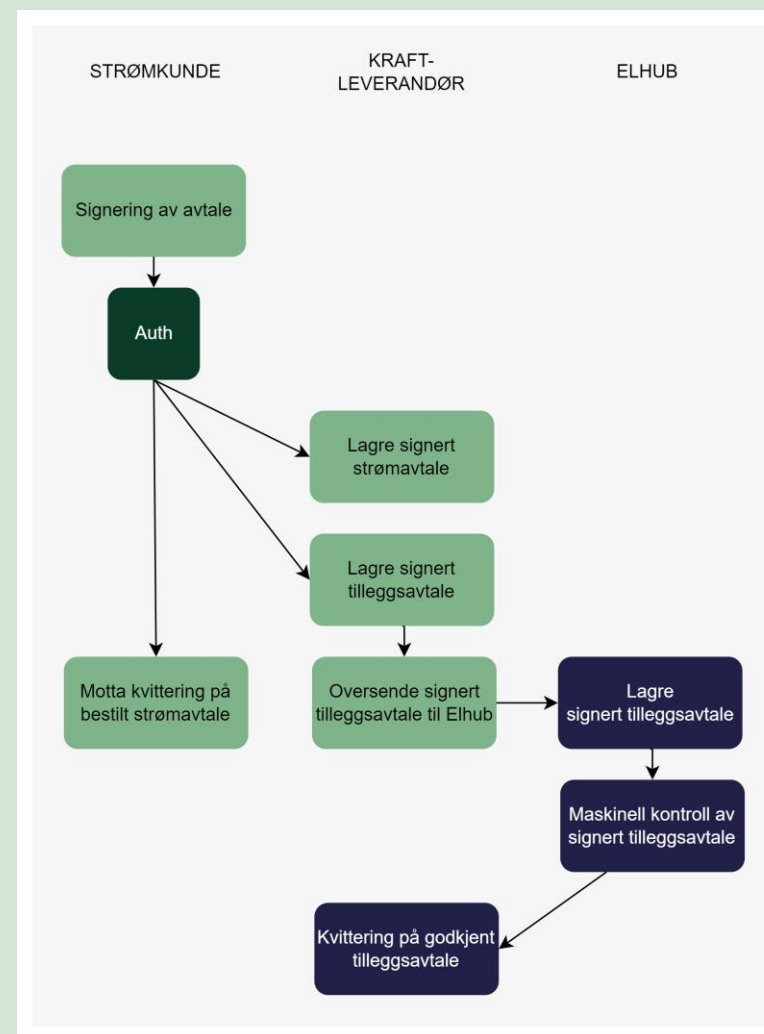 STRØMKUNDE
KRAFT-
LEVERANDØR
ELHUB
Signering av avtale
Auth
Lagre signert
strømavtale
Lagre signert
tilleggsavtale
Motta kvittering på
bestilt strømavtale
Oversende signert
tilleggsavtale til Elhub
Lagre
signert tilleggsavtale
Maskinell kontroll av
signert tilleggsavtale
Kvittering på godkjent
tilleggsavtale